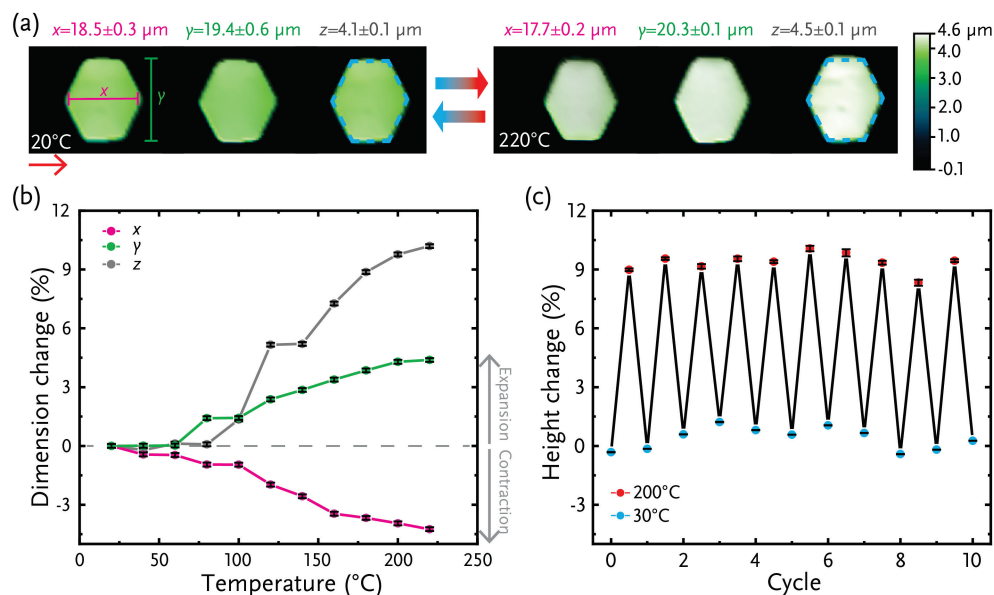 (a)
x=18.5±0.3 µm y=19.4±0.6 µm z=4.1±0.1 µm
x=17.7±0.2 µm y=20.3±0.1 µm z=4.5±0.1 µm
4.6 µm
4.0
3.0
2.0
1.0
-0.1
x
y
20°C
220°C
(b)
Dimension change (%)
12
9
6
3
0
-3
x
y
z
0 50 100 150 200 250
Temperature (°C)
Expansion
Contraction
(c)
Height change (%)
12
9
6
3
0
-3
200°C
30°C
0 2 4 6 8 10
Cycle